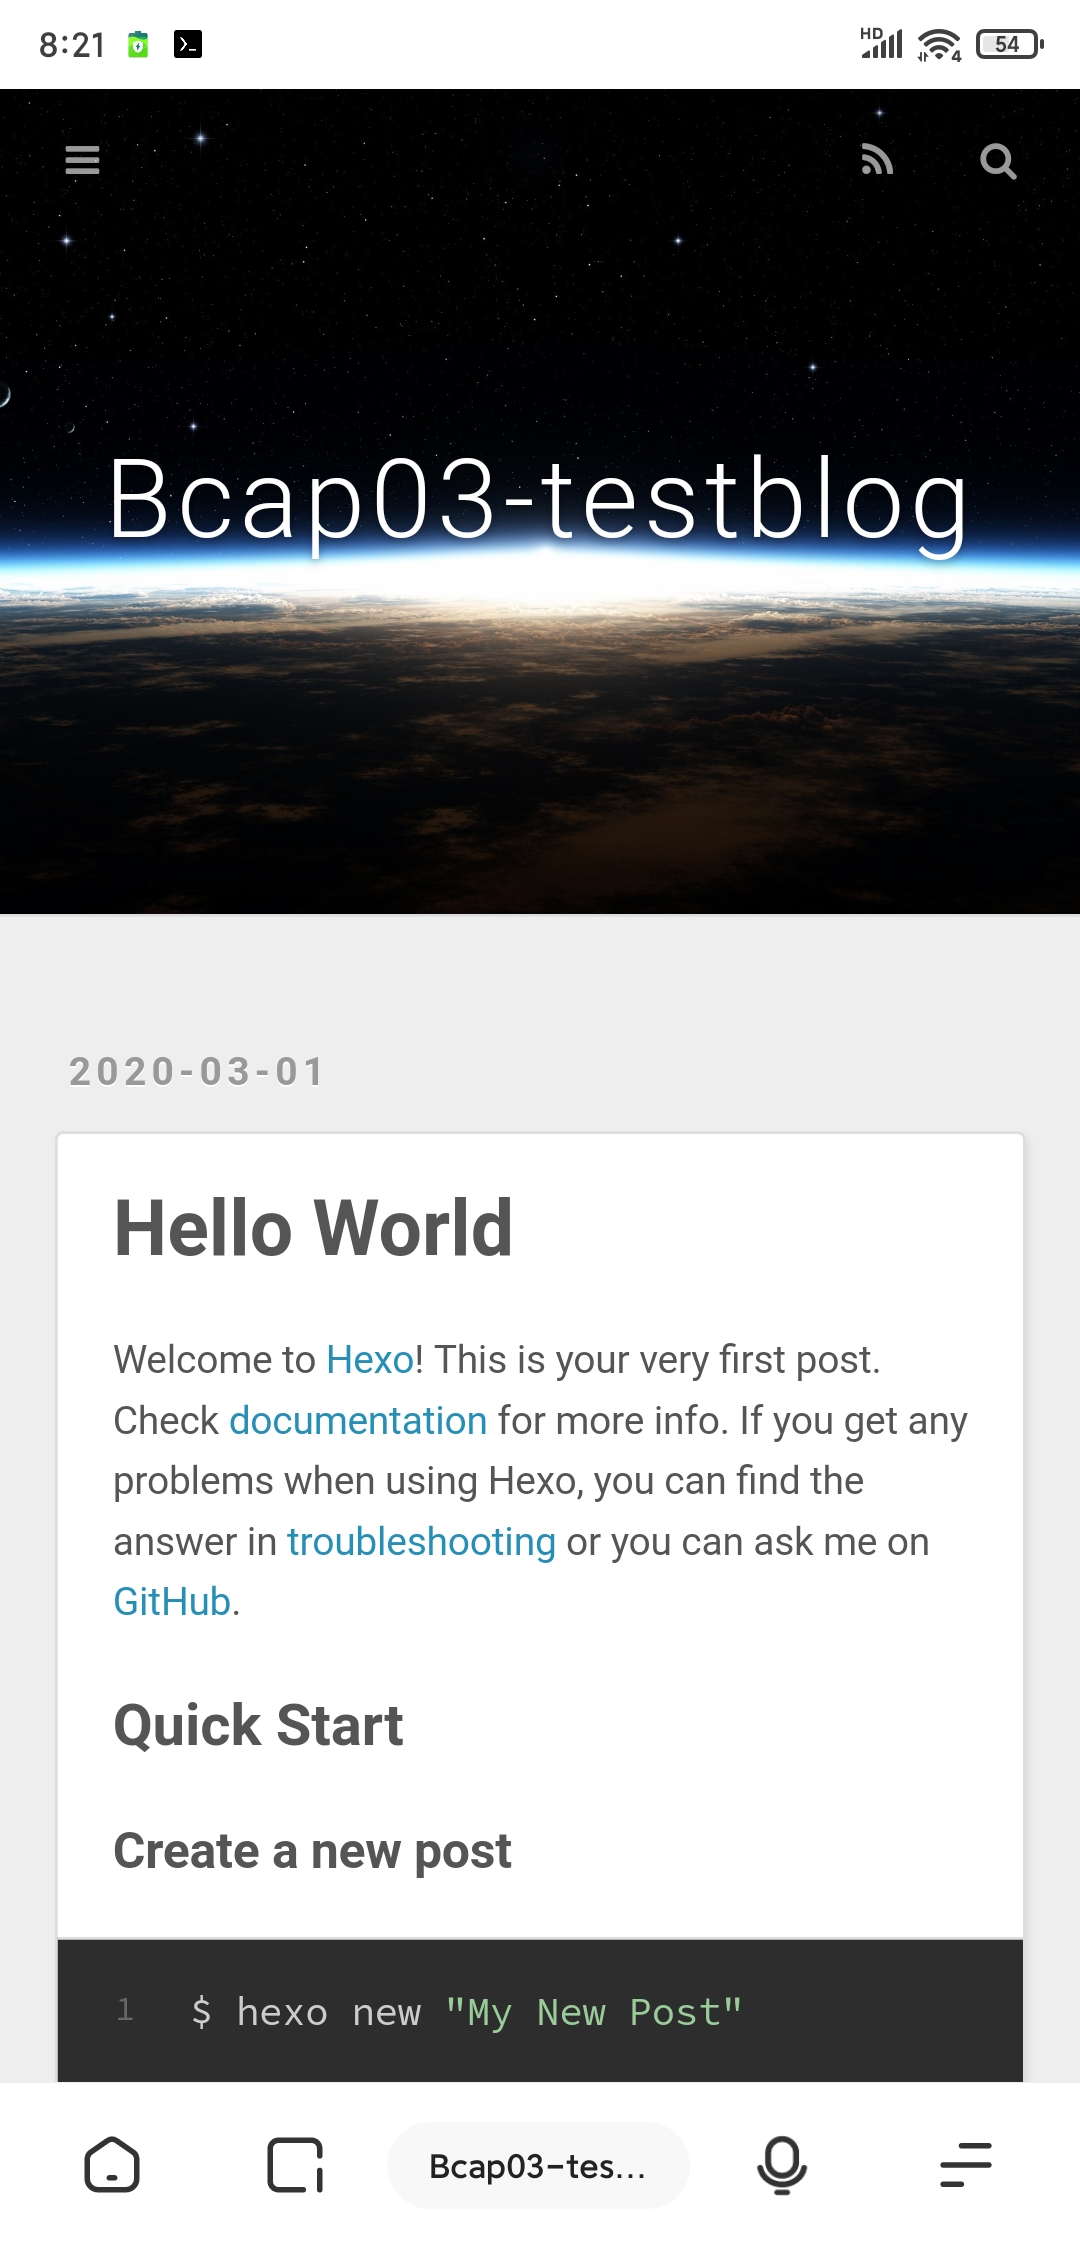 8:21
HD
4
54
Bcap03-testblog
2020-03-01
Hello World
Welcome to Hexo! This is your very first post.
Check documentation for more info. If you get any
problems when using Hexo, you can find the
answer in troubleshooting or you can ask me on
GitHub.
Quick Start
Create a new post
1 $ hexo new "My New Post"
Bcap03-tes...